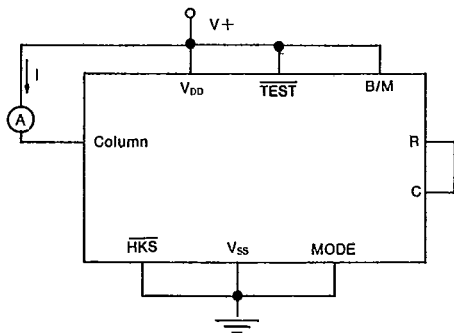 V+
I
V_DD
TEST
B/M
A
Column
R
C
HKS
V_SS
MODE